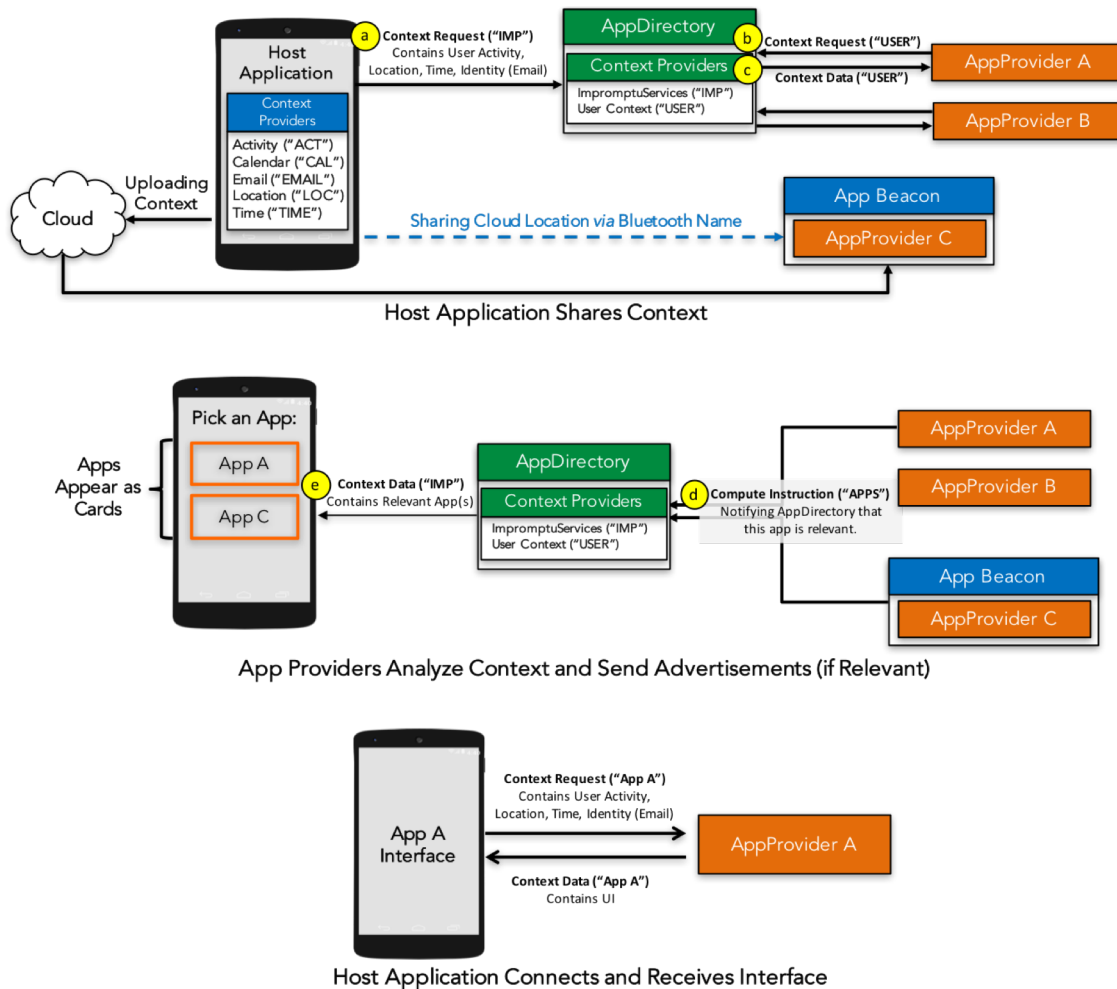 Host
Application
Context
Providers
Activity (“ACT”)
Calendar (“CAL”)
Email (“EMAIL”)
Location (“LOC”)
Time (“TIME”)
Uploading
Context
Cloud
a
Context Request (“IMP”)
Contains User Activity,
Location, Time, Identity (Email)
AppDirectory
Context Providers
ImpromptuServices (“IMP”)
User Context (“USER”)
b
Context Request (“USER”)
c
Context Data (“USER”)
AppProvider A
AppProvider B
Sharing Cloud Location via Bluetooth Name
App Beacon
AppProvider C
Host Application Shares Context
Pick an App:
App A
App C
Apps
Appear as
Cards
e
Context Data (“IMP”)
Contains Relevant App(s)
AppDirectory
Context Providers
ImpromptuServices (“IMP”)
User Context (“USER”)
d
Compute Instruction (“APPS”)
Notifying AppDirectory that
this app is relevant.
AppProvider A
AppProvider B
App Beacon
AppProvider C
App Providers Analyze Context and Send Advertisements (if Relevant)
App A
Interface
Context Request (“App A”)
Contains User Activity,
Location, Time, Identity (Email)
Context Data (“App A”)
Contains UI
AppProvider A
Host Application Connects and Receives Interface